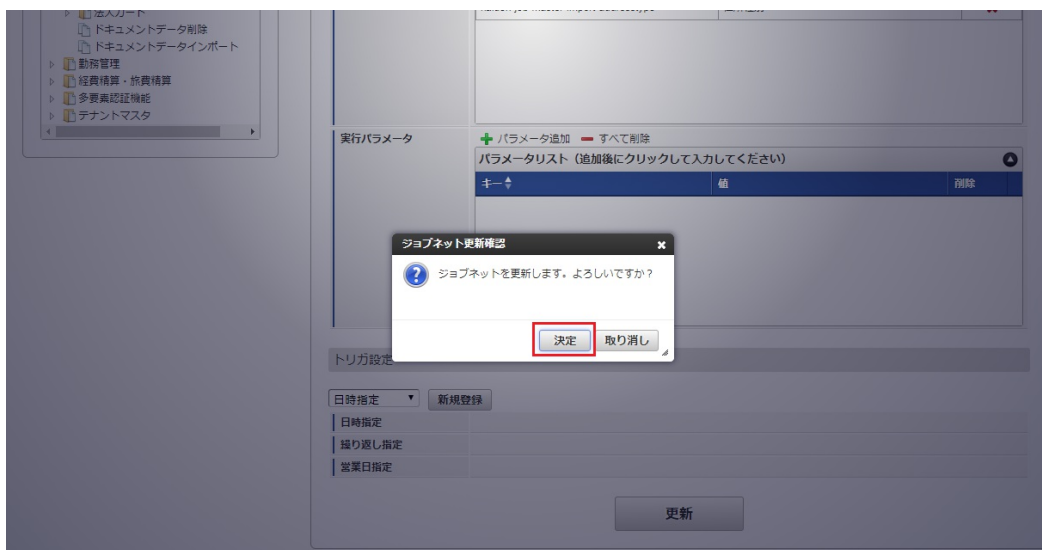 法人カード
ドキュメントデータ削除
ドキュメントデータインポート
勤務管理
経費精算・旅費精算
多要素認証機能
テナントマスタ
実行パラメータ
パラメータ追加 すべて削除
パラメータリスト（追加後にクリックして入力してください）
キー 値 削除
ジョブネット更新確認
ジョブネットを更新します。よろしいですか？
決定 取り消し
トリガ設定
日時指定 新規登録
日時指定
繰り返し指定
営業日指定
更新